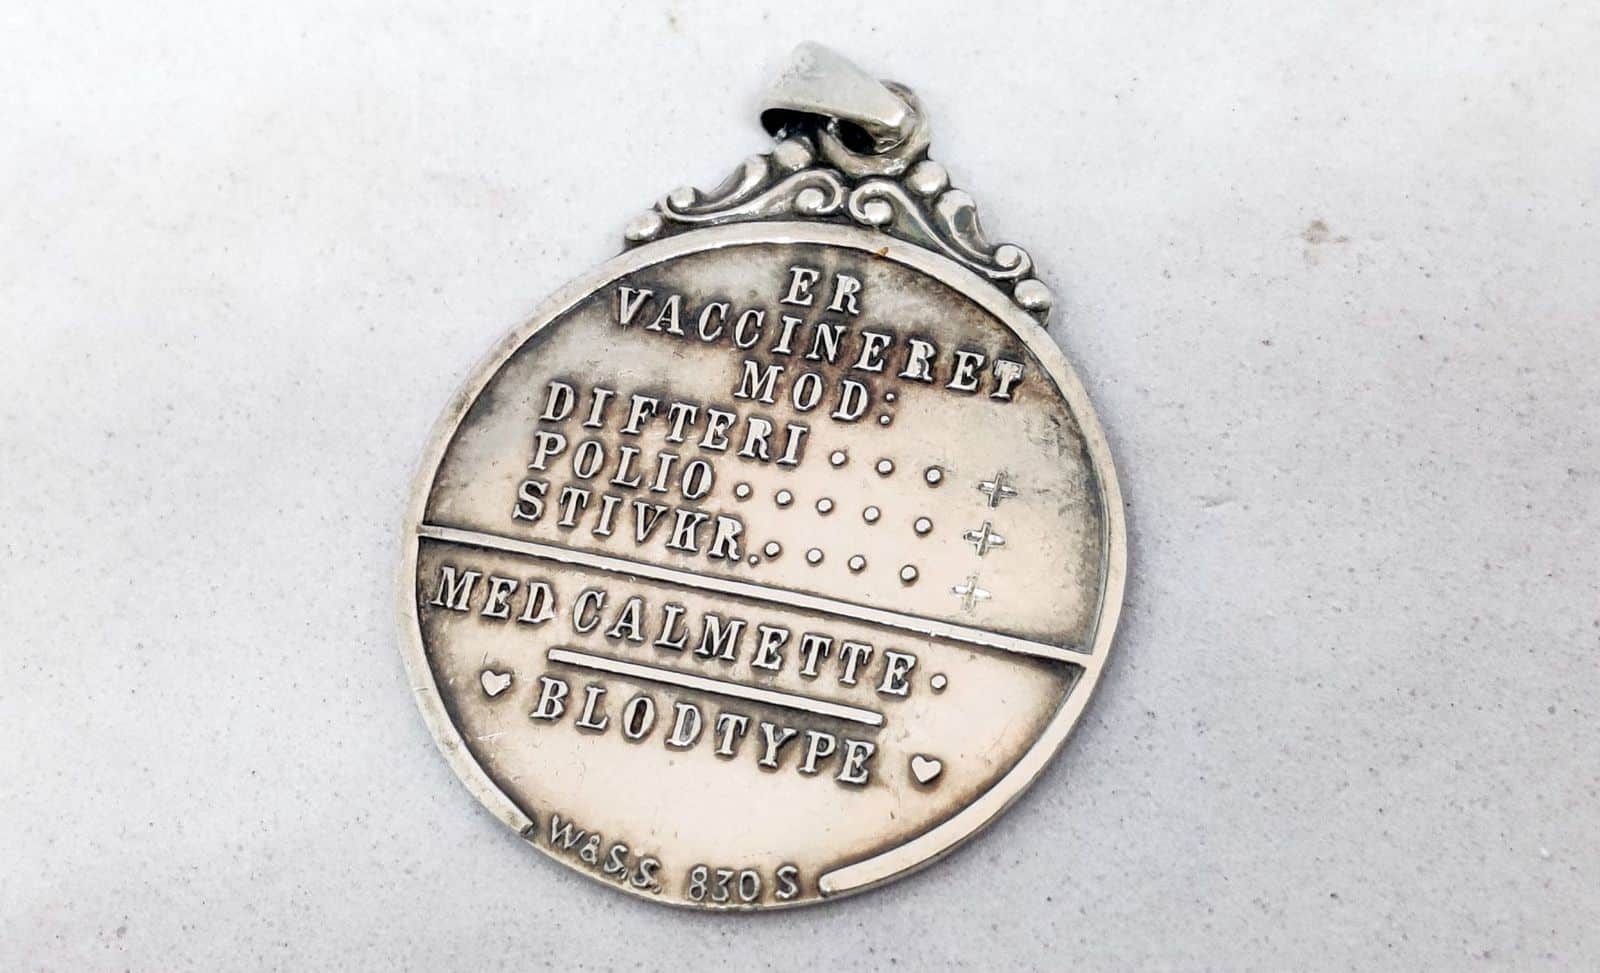 ER
VACCINERET
MOD:
DIFTERI . . . +
POLIO . . . . . +
STIVKR. . . . . +
MED CALMETTE .
♥ BLODTYPE ♥
W&S.S. 830 S